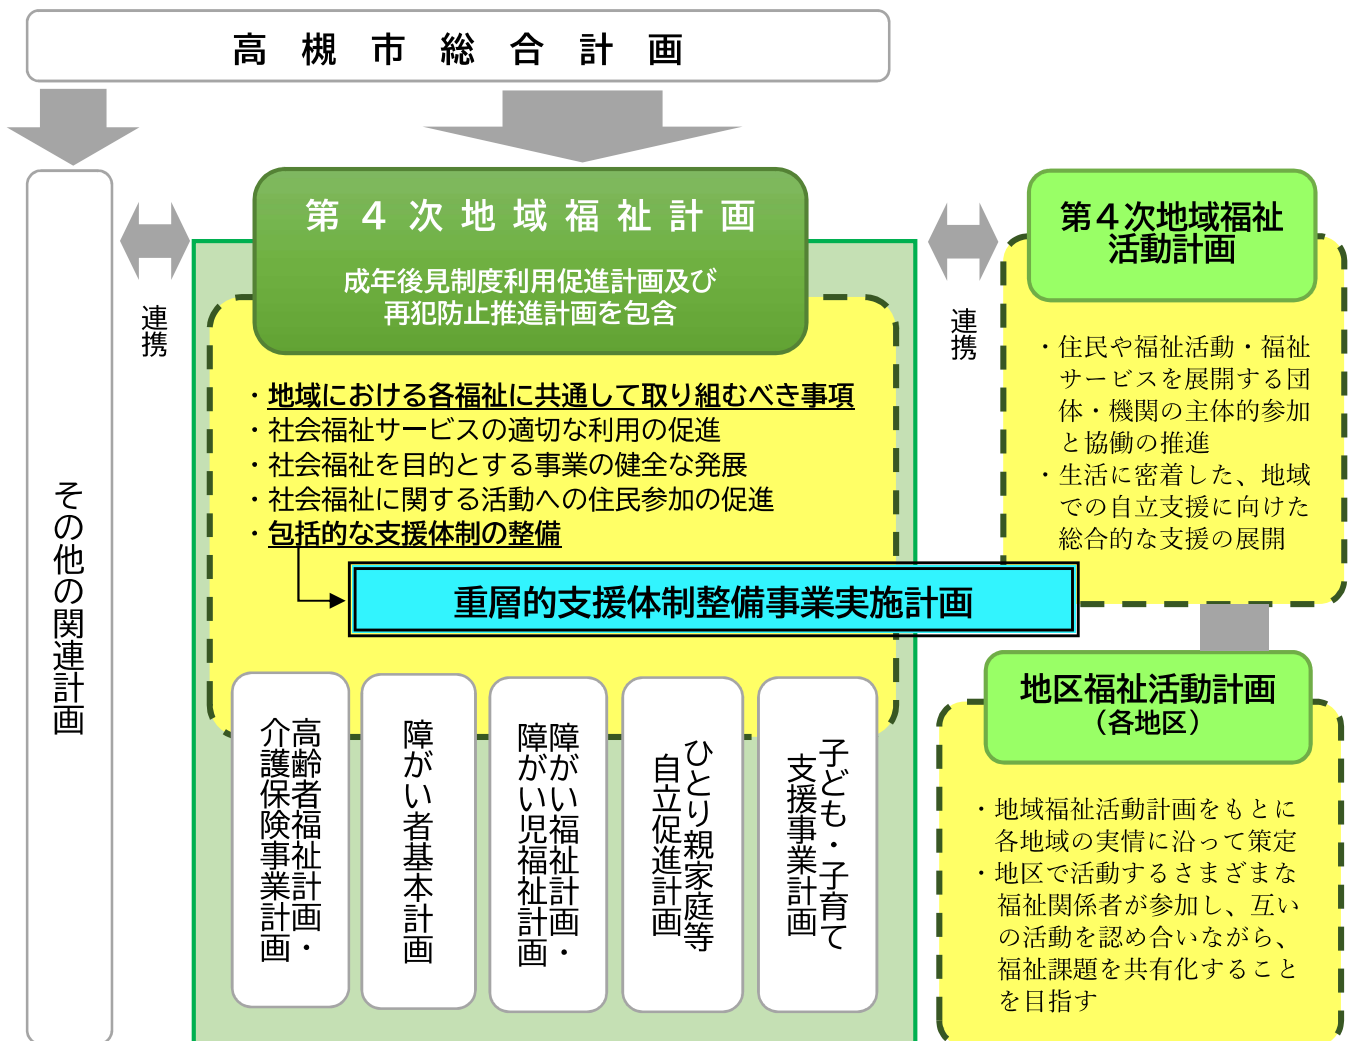 高槻市総合計画
その他の関連計画
連携
第４次地域福祉計画
成年後見制度利用促進計画及び
再犯防止推進計画を包含
・地域における各福祉に共通して取り組むべき事項
・社会福祉サービスの適切な利用の促進
・社会福祉を目的とする事業の健全な発展
・社会福祉に関する活動への住民参加の促進
・包括的な支援体制の整備
重層的支援体制整備事業実施計画
高齢者福祉計画・
介護保険事業計画
障がい者基本計画
障がい福祉計画・
障がい児福祉計画
ひとり親家庭等
自立促進計画
子ども・子育て
支援事業計画
連携
第４次地域福祉
活動計画
・住民や福祉活動・福祉
サービスを展開する団
体・機関の主体的参加
と協働の推進
・生活に密着した、地域
での自立支援に向けた
総合的な支援の展開
地区福祉活動計画
（各地区）
・地域福祉活動計画をもとに
各地域の実情に沿って策定
・地区で活動するさまざまな
福祉関係者が参加し、互い
の活動を認め合いながら、
福祉課題を共有化すること
を目指す